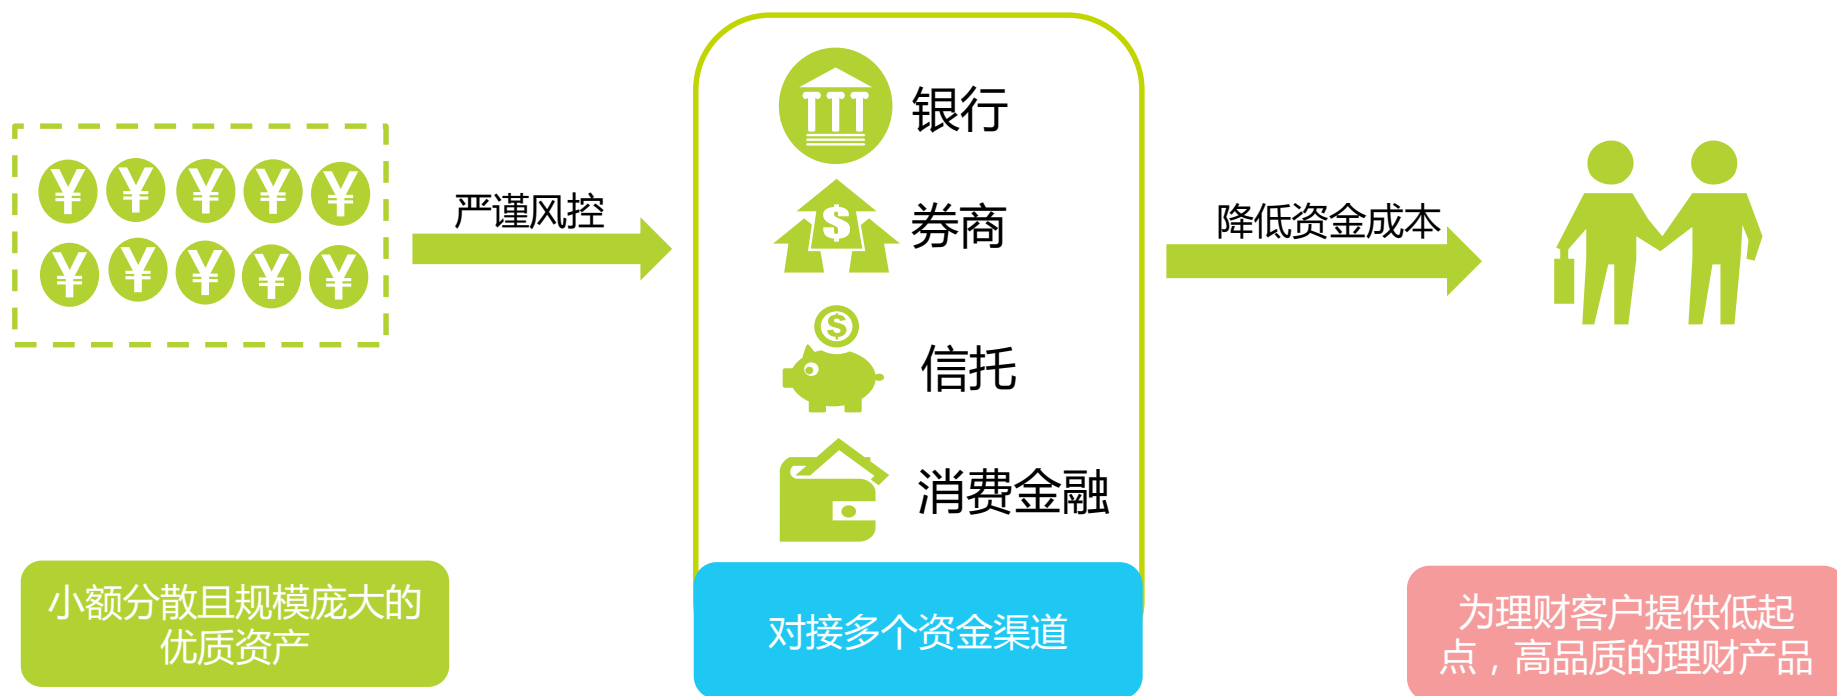 银行
严谨风控
券商
降低资金成本
信托
消费金融
小额分散且规模庞大的
优质资产
对接多个资金渠道
为理财客户提供低起
点，高品质的理财产品
¥ ¥ ¥ ¥ ¥
¥ ¥ ¥ ¥ ¥
$
$